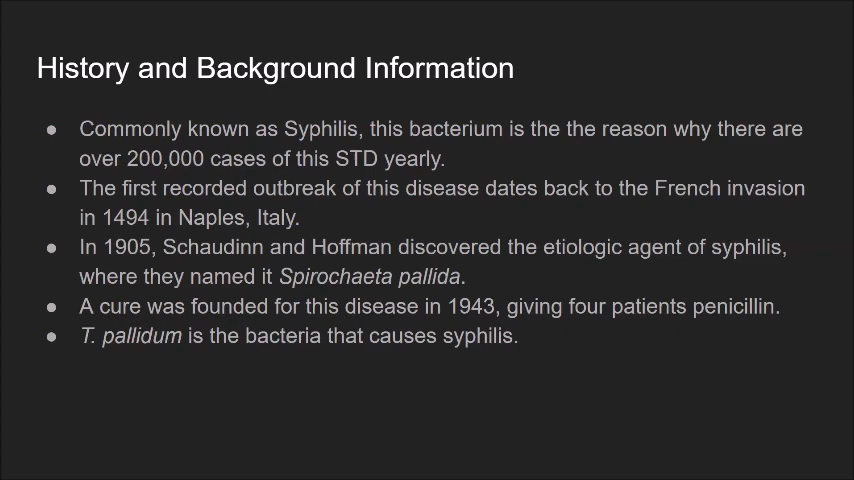 History and Background Information
● Commonly known as Syphilis, this bacterium is the the reason why there are
over 200,000 cases of this STD yearly.
● The first recorded outbreak of this disease dates back to the French invasion
in 1494 in Naples, Italy.
● In 1905, Schaudinn and Hoffman discovered the etiologic agent of syphilis,
where they named it Spirochaeta pallida.
● A cure was founded for this disease in 1943, giving four patients penicillin.
● T. pallidum is the bacteria that causes syphilis.